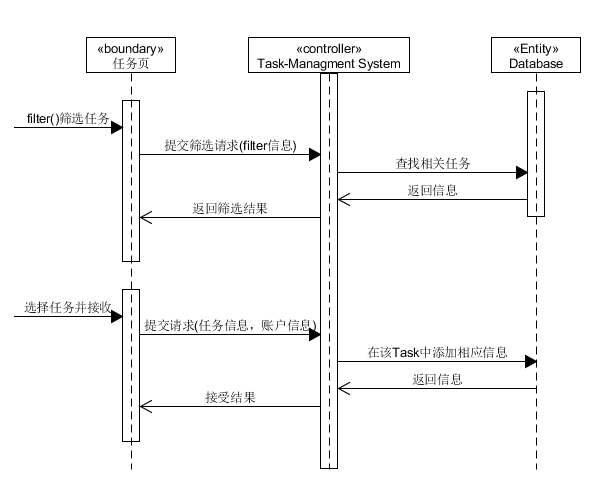 «boundary»
任务页
«controller»
Task-Managment System
«Entity»
Database
filter()筛选任务
提交筛选请求(filter信息)
查找相关任务
返回信息
返回筛选结果
选择任务并接收
提交请求(任务信息，账户信息)
在该Task中添加相应信息
返回信息
接受结果